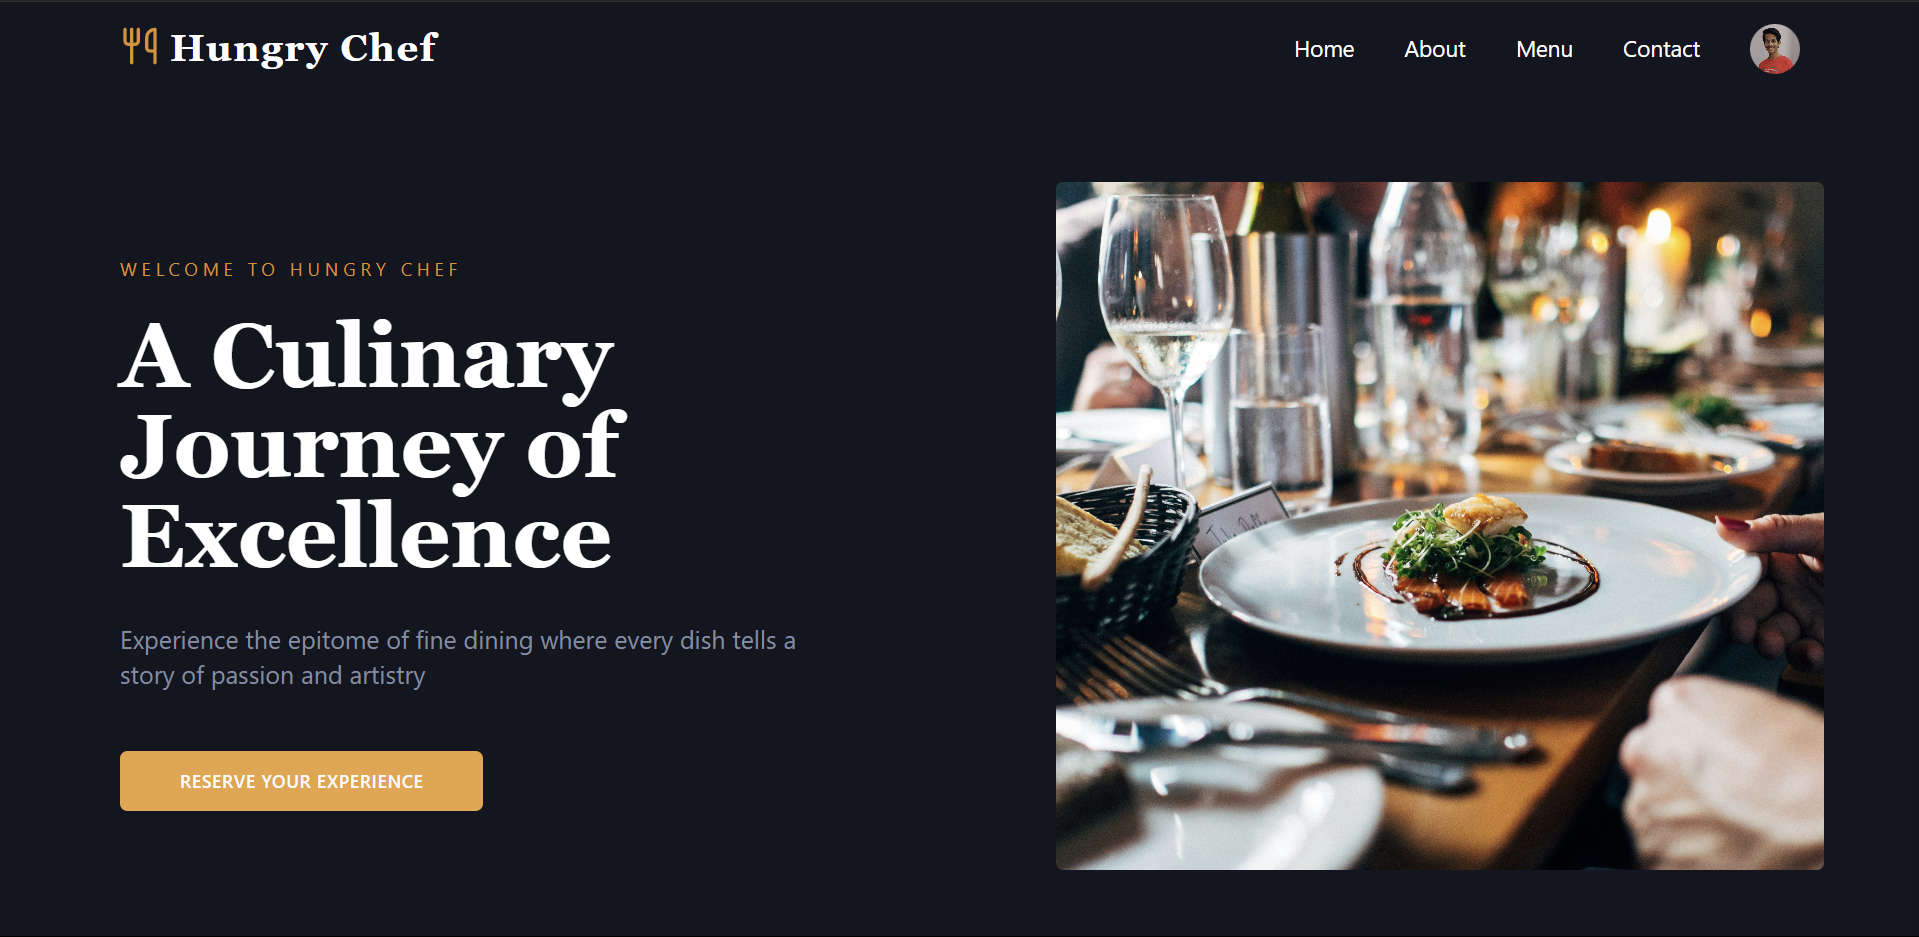 Hungry Chef
Home
About
Menu
Contact
WELCOME TO HUNGRY CHEF
A Culinary
Journey of
Excellence
Experience the epitome of fine dining where every dish tells a
story of passion and artistry
RESERVE YOUR EXPERIENCE